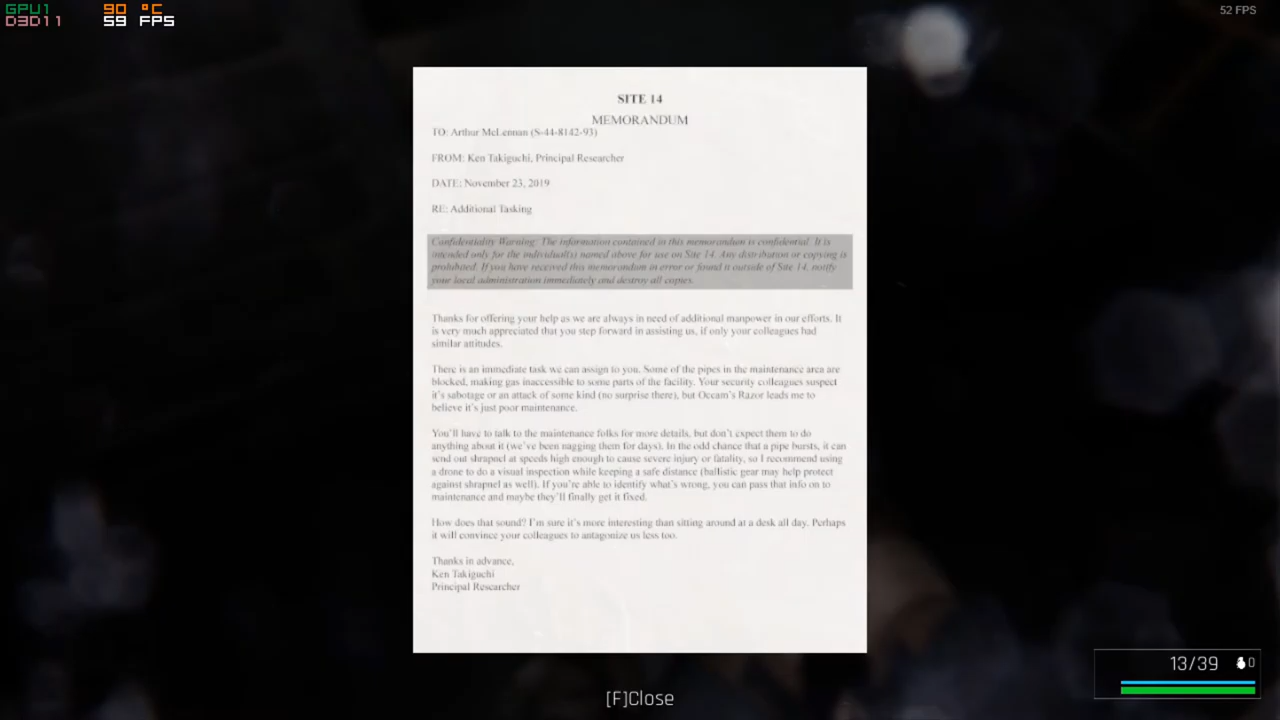 GPU1 90 °C
D3D11 59 FPS
52 FPS
SITE 14
MEMORANDUM
TO: Arthur McLennan (S-44-8142-93)
FROM: Ken Takiguchi, Principal Researcher
DATE: November 23, 2019
RE: Additional Tasking
Confidentiality Warning: The information contained in this memorandum is confidential. It is
intended only for the individual(s) named above for use on Site 14. Any distribution or copying is
prohibited. If you have received this memorandum in error or found it outside of Site 14, notify
your local administration immediately and destroy all copies.
Thanks for offering your help as we are always in need of additional manpower in our efforts. It
is very much appreciated that you step forward in assisting us, if only your colleagues had
similar attitudes.
There is an immediate task we can assign to you. Some of the pipes in the maintenance area are
blocked, making gas inaccessible to some parts of the facility. Your security colleagues suspect
it's sabotage or an attack of some kind (no surprise there), but Occam's Razor leads me to
believe it's just poor maintenance.
You'll have to talk to the maintenance folks for more details, but don't expect them to do
anything about it (we've been nagging them for days). In the odd chance that a pipe bursts, it can
send out shrapnel at speeds high enough to cause severe injury or fatality, so I recommend using
a drone to do a visual inspection while keeping a safe distance (ballistic gear may help protect
against shrapnel as well). If you're able to identify what's wrong, you can pass that info on to
maintenance and maybe they'll finally get it fixed.
How does that sound? I'm sure it's more interesting than sitting around at a desk all day. Perhaps
it will convince your colleagues to antagonize us less too.
Thanks in advance,
Ken Takiguchi
Principal Researcher
13/39 0
[F]Close